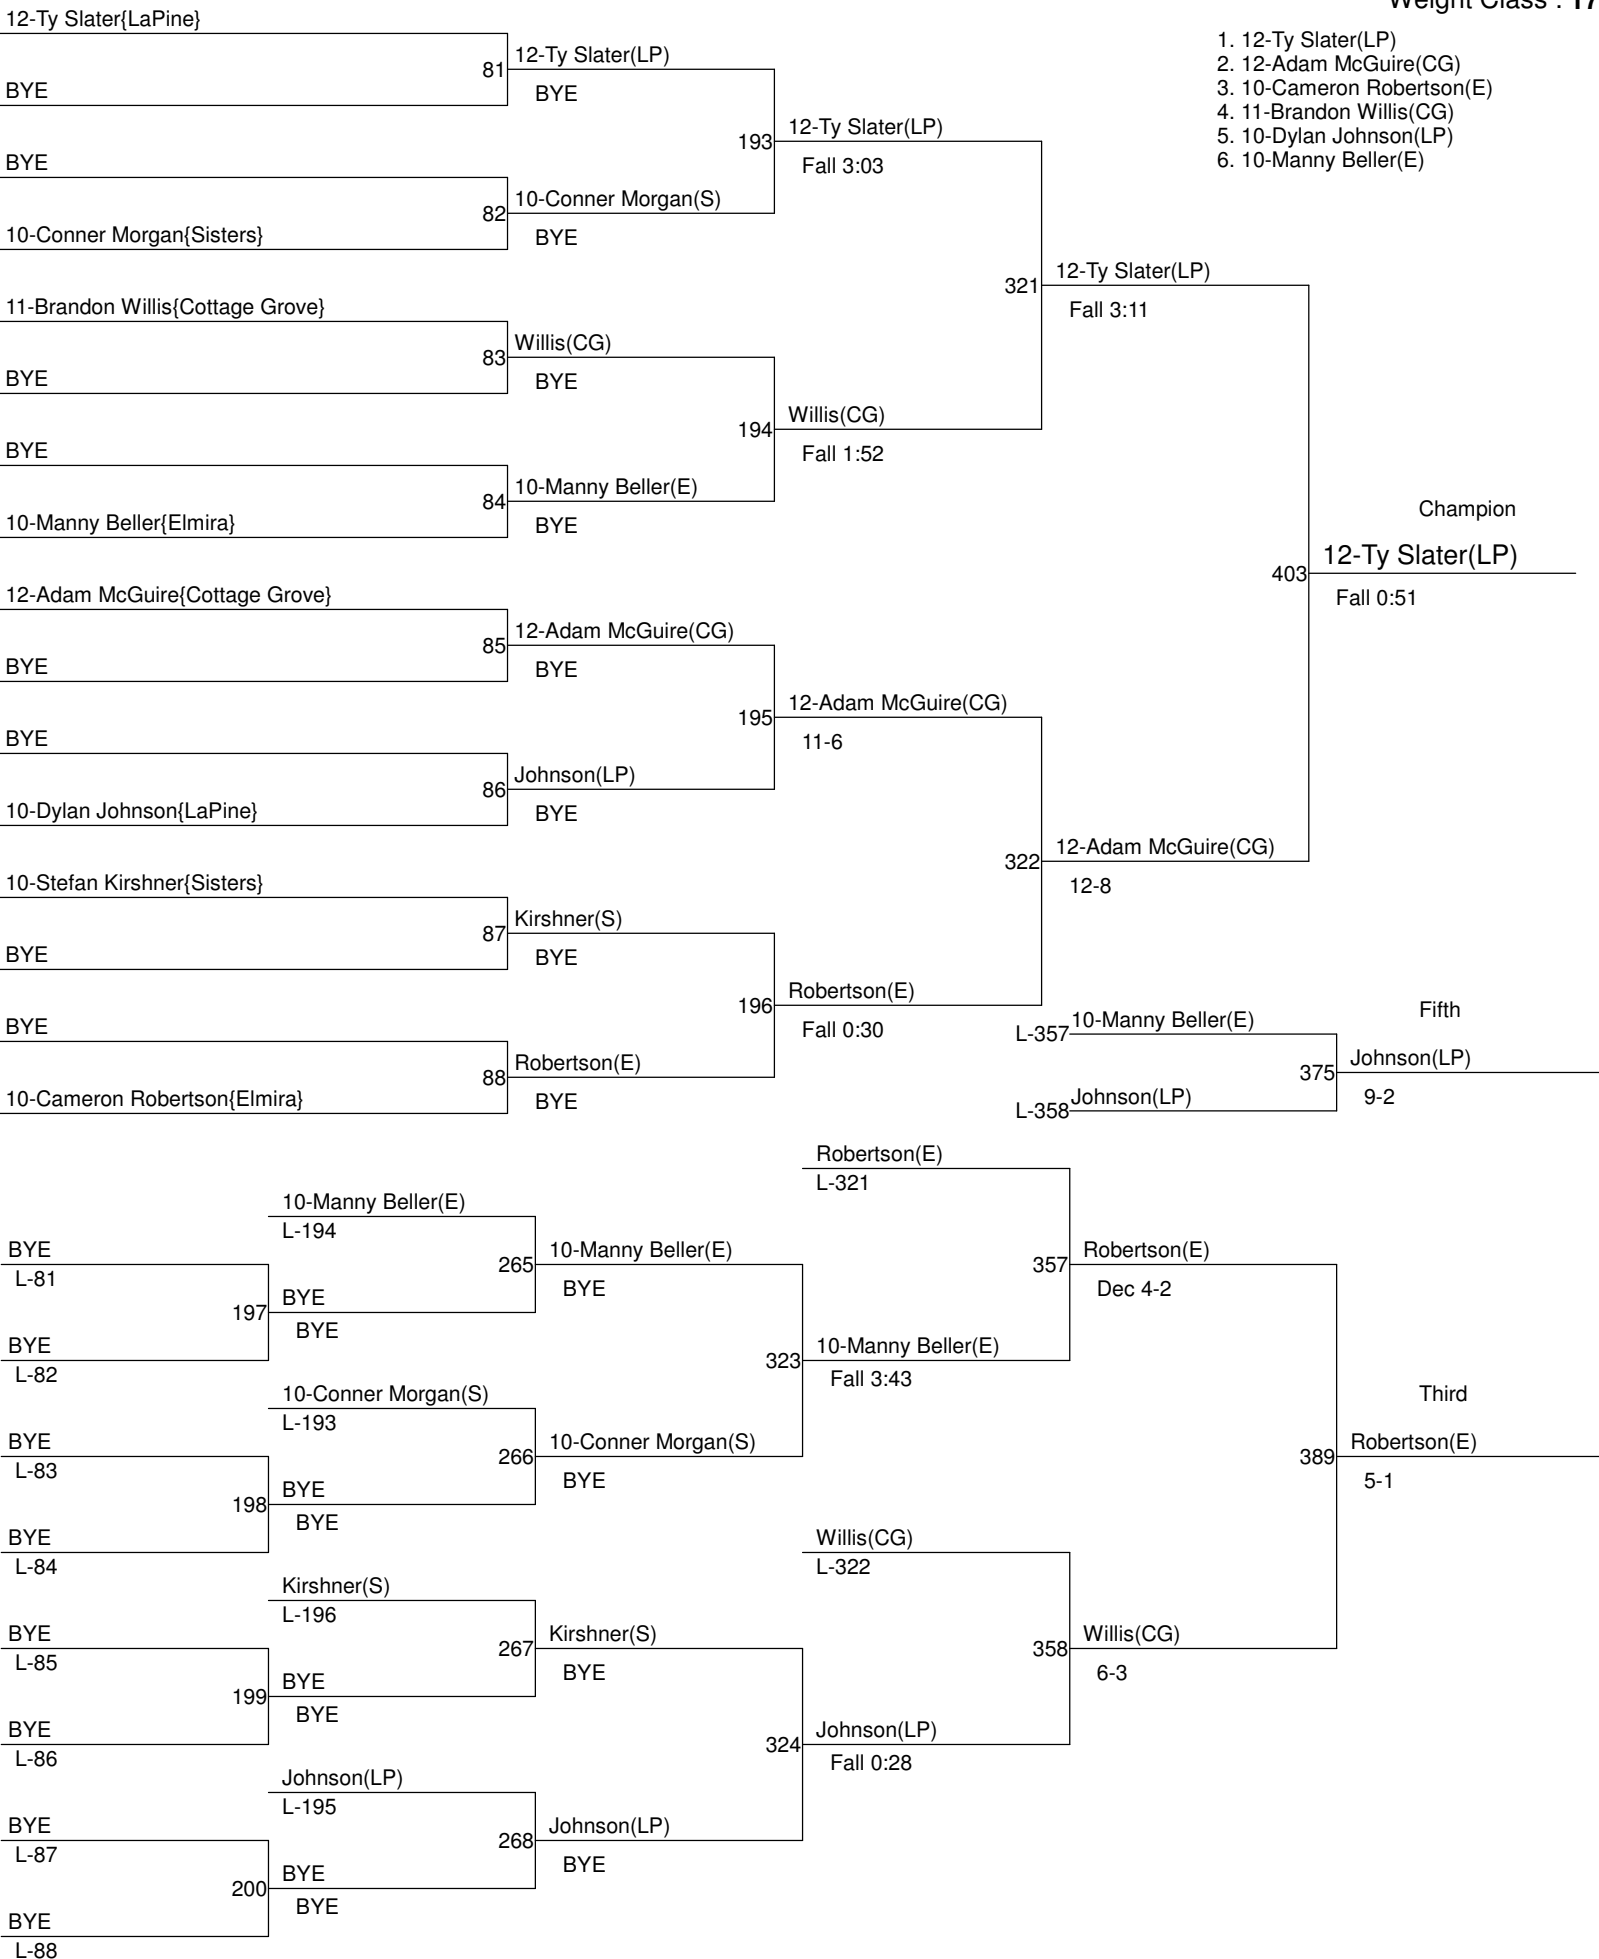 Weight Class : 17
1. 12-Ty Slater(LP)
2. 12-Adam McGuire(CG)
3. 10-Cameron Robertson(E)
4. 11-Brandon Willis(CG)
5. 10-Dylan Johnson(LP)
6. 10-Manny Beller(E)
12-Ty Slater{LaPine}
81
12-Ty Slater(LP)
BYE
BYE
193
12-Ty Slater(LP)
Fall 3:03
BYE
82
10-Conner Morgan(S)
BYE
10-Conner Morgan{Sisters}
321
12-Ty Slater(LP)
Fall 3:11
11-Brandon Willis{Cottage Grove}
83
Willis(CG)
BYE
BYE
194
Willis(CG)
Fall 1:52
BYE
84
10-Manny Beller(E)
BYE
10-Manny Beller{Elmira}
Champion
403
12-Ty Slater(LP)
Fall 0:51
12-Adam McGuire{Cottage Grove}
85
12-Adam McGuire(CG)
BYE
BYE
195
12-Adam McGuire(CG)
11-6
BYE
86
Johnson(LP)
BYE
10-Dylan Johnson{LaPine}
322
12-Adam McGuire(CG)
12-8
10-Stefan Kirshner{Sisters}
87
Kirshner(S)
BYE
BYE
196
Robertson(E)
Fall 0:30
BYE
88
Robertson(E)
BYE
10-Cameron Robertson{Elmira}
Fifth
L-357
10-Manny Beller(E)
375
Johnson(LP)
9-2
L-358
Johnson(LP)
Robertson(E)
L-321
10-Manny Beller(E)
L-194
BYE
L-81
265
10-Manny Beller(E)
BYE
357
Robertson(E)
Dec 4-2
197
BYE
BYE
BYE
L-82
323
10-Manny Beller(E)
Fall 3:43
10-Conner Morgan(S)
L-193
Third
BYE
L-83
266
10-Conner Morgan(S)
BYE
389
Robertson(E)
5-1
198
BYE
BYE
BYE
L-84
Willis(CG)
L-322
Kirshner(S)
L-196
BYE
L-85
267
Kirshner(S)
BYE
358
Willis(CG)
6-3
199
BYE
BYE
BYE
L-86
324
Johnson(LP)
Fall 0:28
Johnson(LP)
L-195
BYE
L-87
268
Johnson(LP)
BYE
200
BYE
BYE
BYE
L-88